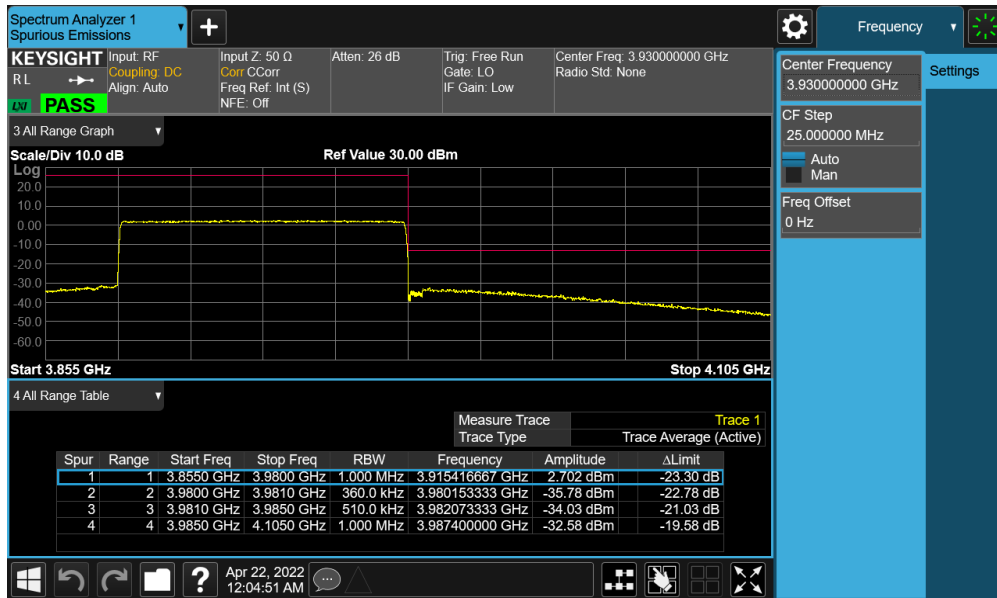 Spectrum Analyzer 1
Spurious Emissions
Frequency
KEYSIGHT
R L
LXI
PASS
Input: RF
Coupling: DC
Align: Auto
Input Z: 50 Ω
Corr CCorr
Freq Ref: Int (S)
NFE: Off
Atten: 26 dB
Trig: Free Run
Gate: LO
IF Gain: Low
Center Freq: 3.930000000 GHz
Radio Std: None
Center Frequency
3.930000000 GHz
Settings
CF Step
25.000000 MHz
Auto
Man
Freq Offset
0 Hz
3 All Range Graph
Scale/Div 10.0 dB
Ref Value 30.00 dBm
Log
20.0
10.0
0.00
-10.0
-20.0
-30.0
-40.0
-50.0
-60.0
Start 3.855 GHz
Stop 4.105 GHz
4 All Range Table
Measure Trace Trace 1
Trace Type Trace Average (Active)
Spur Range Start Freq Stop Freq RBW Frequency Amplitude ΔLimit
1 1 3.8550 GHz 3.9800 GHz 1.000 MHz 3.915416667 GHz 2.702 dBm -23.30 dB
2 2 3.9800 GHz 3.9810 GHz 360.0 kHz 3.980153333 GHz -35.78 dBm -22.78 dB
3 3 3.9810 GHz 3.9850 GHz 510.0 kHz 3.982073333 GHz -34.03 dBm -21.03 dB
4 4 3.9850 GHz 4.1050 GHz 1.000 MHz 3.987400000 GHz -32.58 dBm -19.58 dB
?
Apr 22, 2022
12:04:51 AM